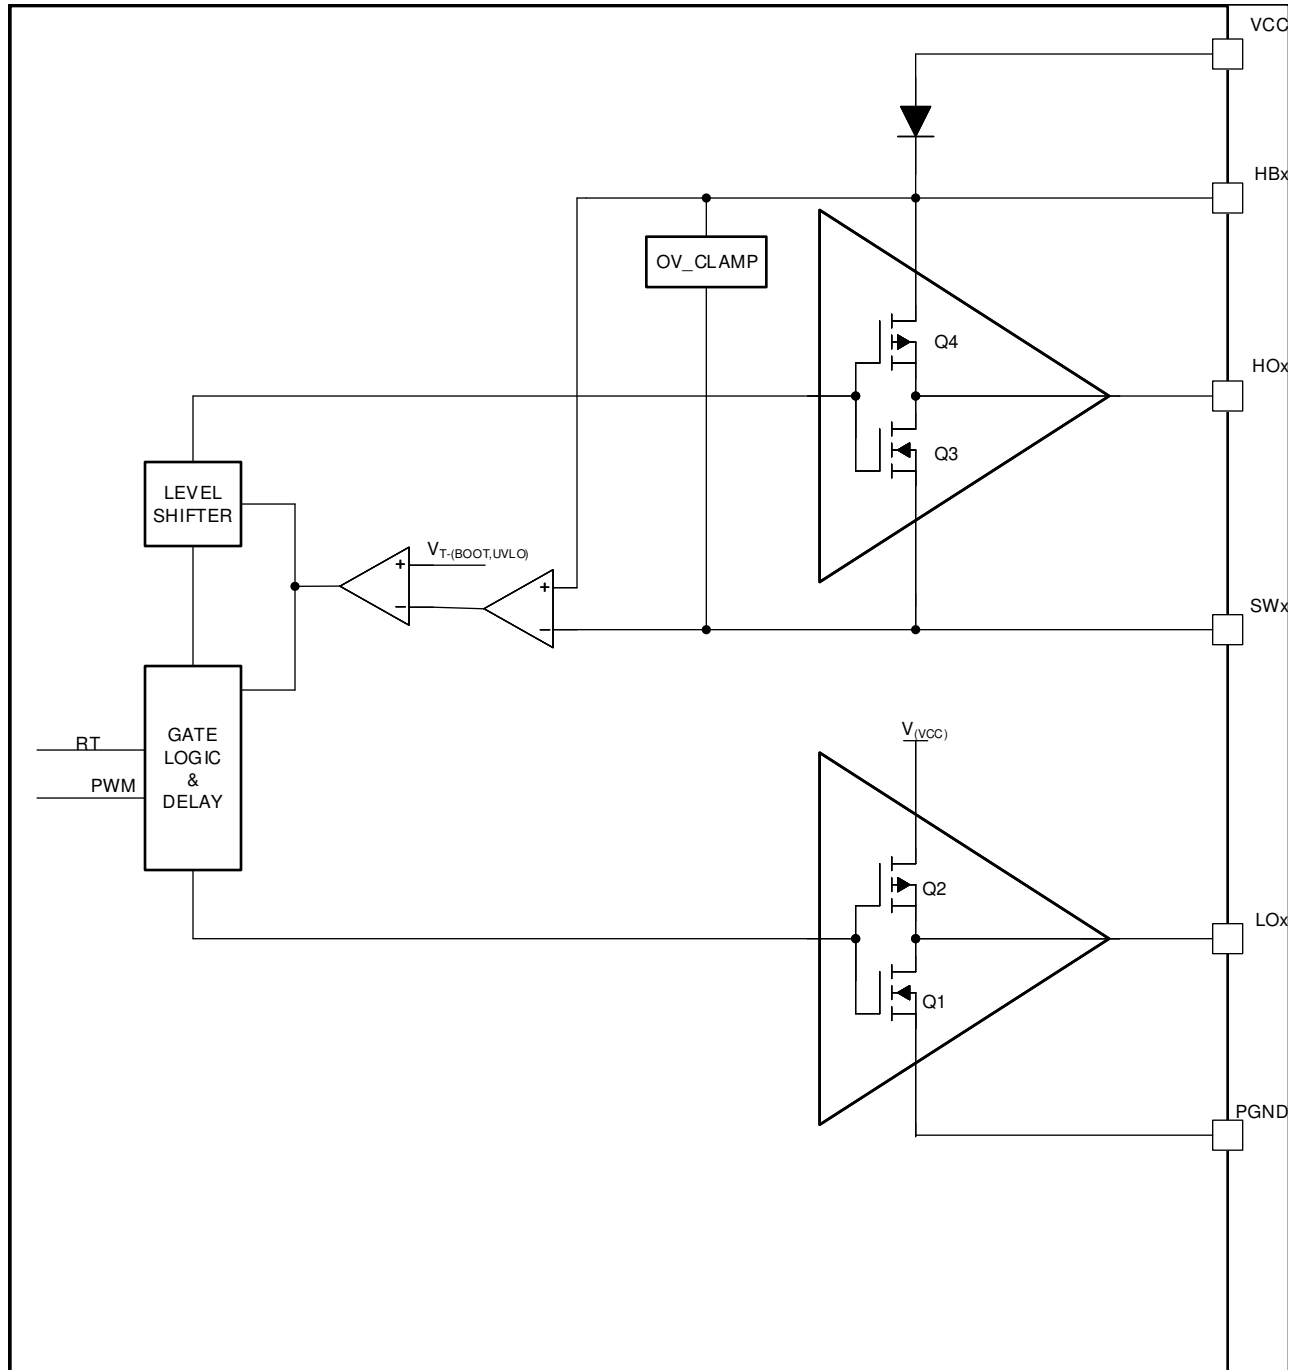 VCC
HBx
OV_CLAMP
Q4
HOx
Q3
LEVEL
SHIFTER
VT-(BOOT,UVLO)
+
−
+
−
SWx
V(VCC)
GATE
LOGIC
&
DELAY
RT
PWM
Q2
LOx
Q1
PGND